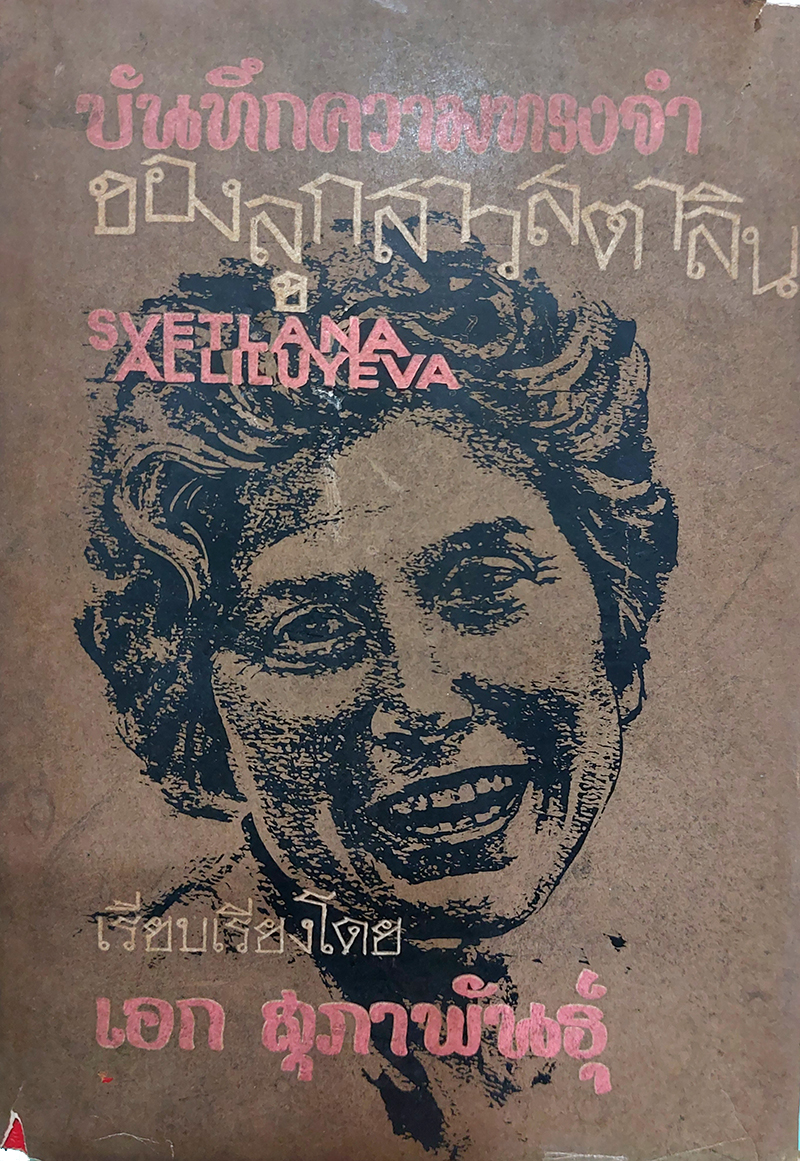 บันทึกความทรงจำ
ของลูกสาวสตาลิน
SVETLANA
ALLILUYEVA
เรียบเรียงโดย
เอก สุภาพันธุ์